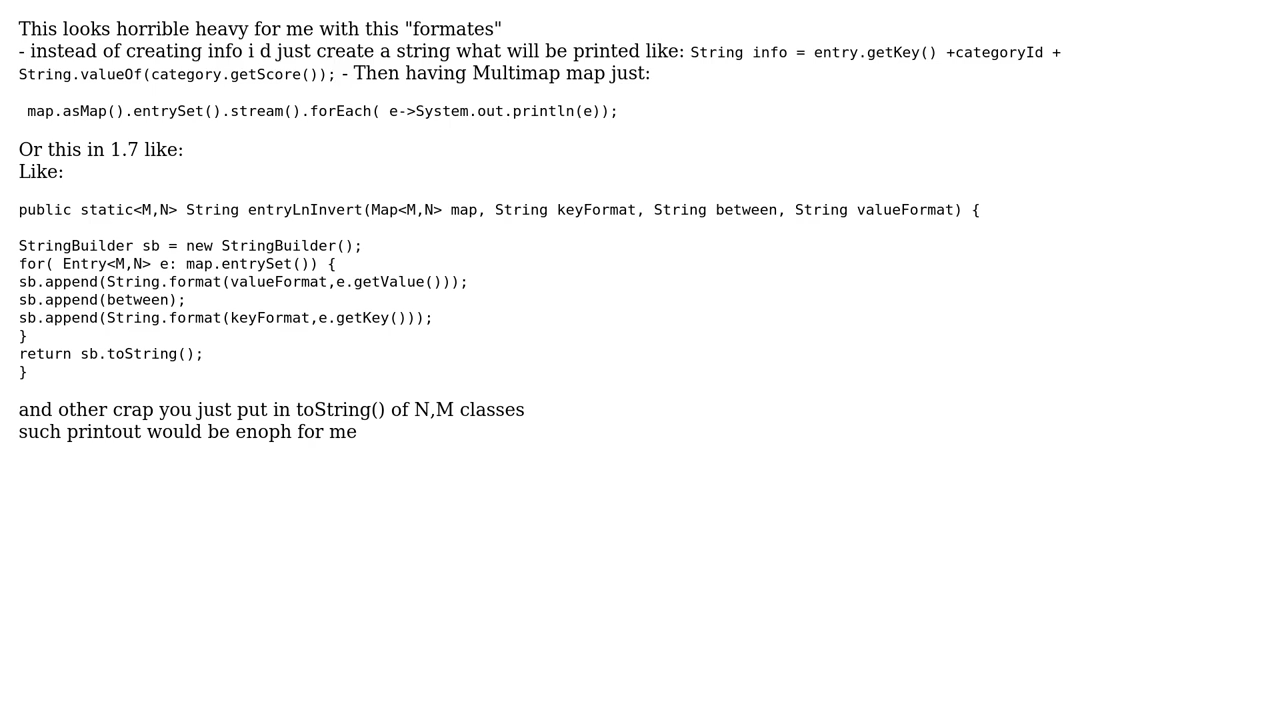 This looks horrible heavy for me with this "formates"
- instead of creating info i d just create a string what will be printed like: String info = entry.getKey() +categoryId +
String.valueOf(category.getScore()); - Then having Multimap map just:
map.asMap().entrySet().stream().forEach( e->System.out.println(e));
Or this in 1.7 like:
Like:
public static<M,N> String entryLnInvert(Map<M,N> map, String keyFormat, String between, String valueFormat) {
StringBuilder sb = new StringBuilder();
for( Entry<M,N> e: map.entrySet()) {
sb.append(String.format(valueFormat,e.getValue()));
sb.append(between);
sb.append(String.format(keyFormat,e.getKey()));
}
return sb.toString();
}
and other crap you just put in toString() of N,M classes
such printout would be enoph for me